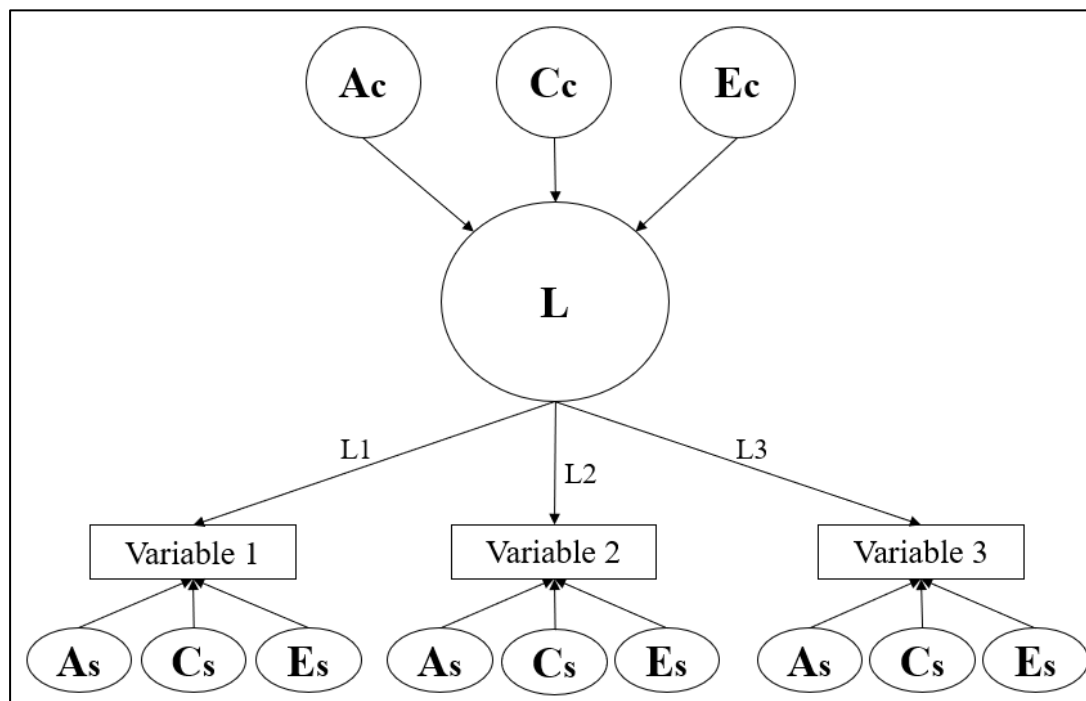 Ac Cc Ec
L
L1 L2 L3
Variable 1 Variable 2 Variable 3
As Cs Es As Cs Es As Cs Es